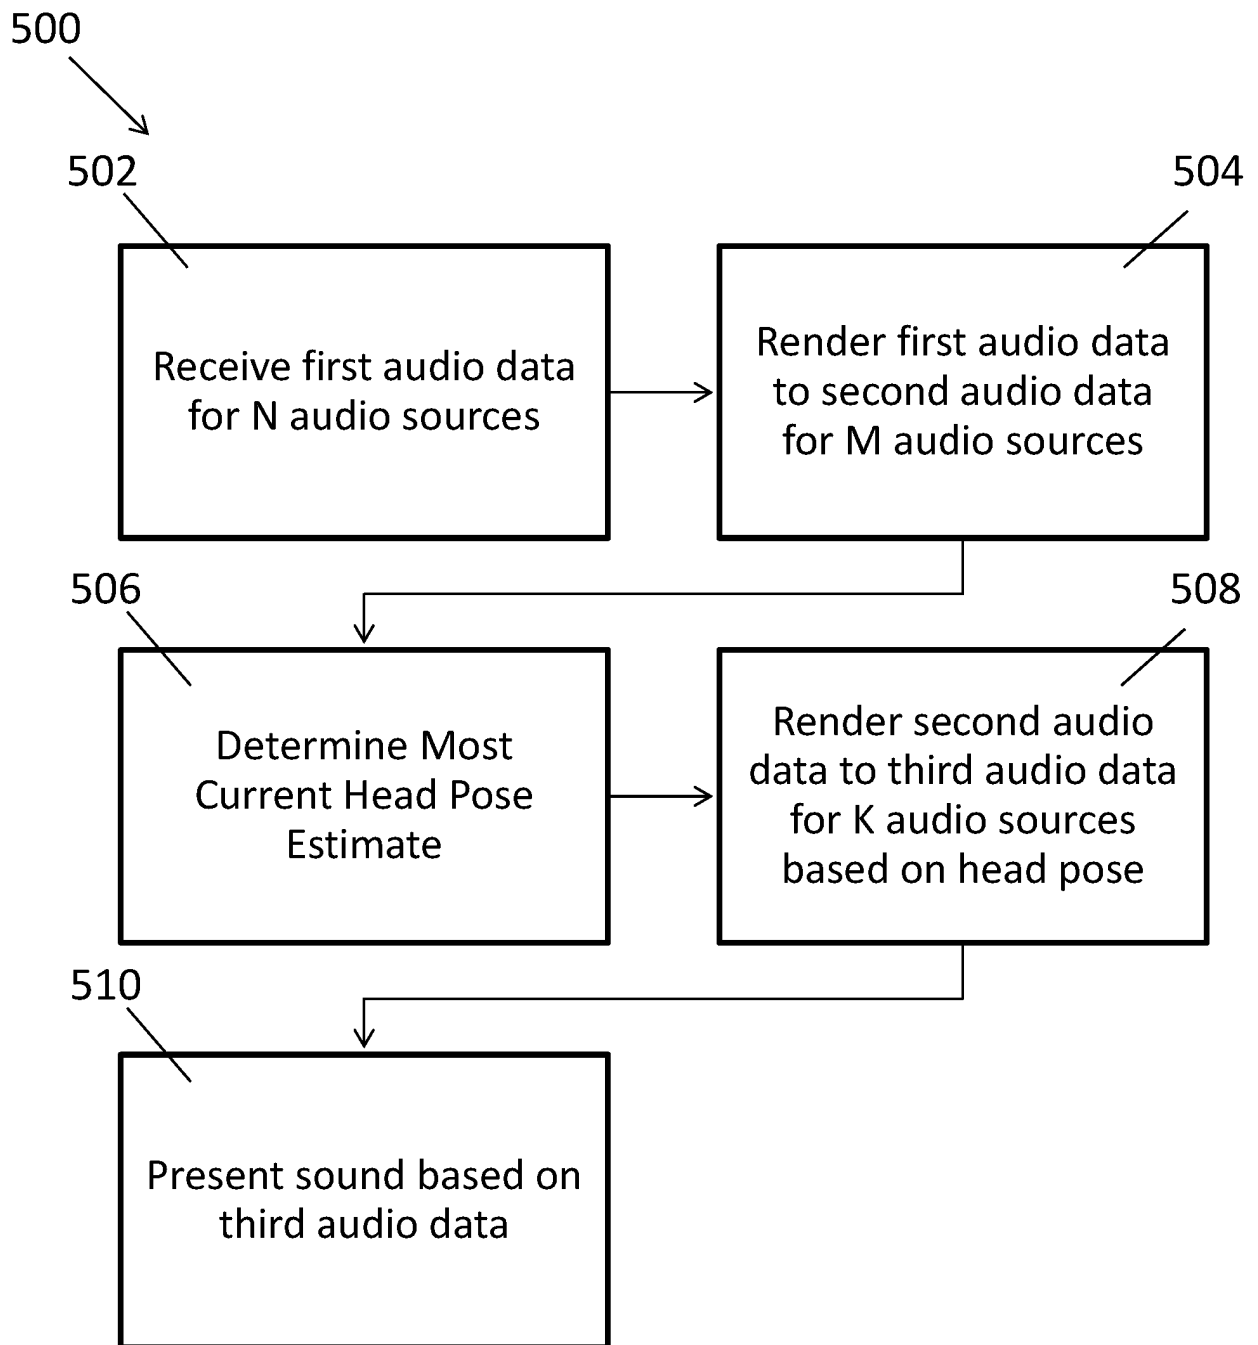 500
502
504
Receive first audio data
for N audio sources
Render first audio data
to second audio data
for M audio sources
506
508
Determine Most
Current Head Pose
Estimate
Render second audio
data to third audio data
for K audio sources
based on head pose
510
Present sound based on
third audio data